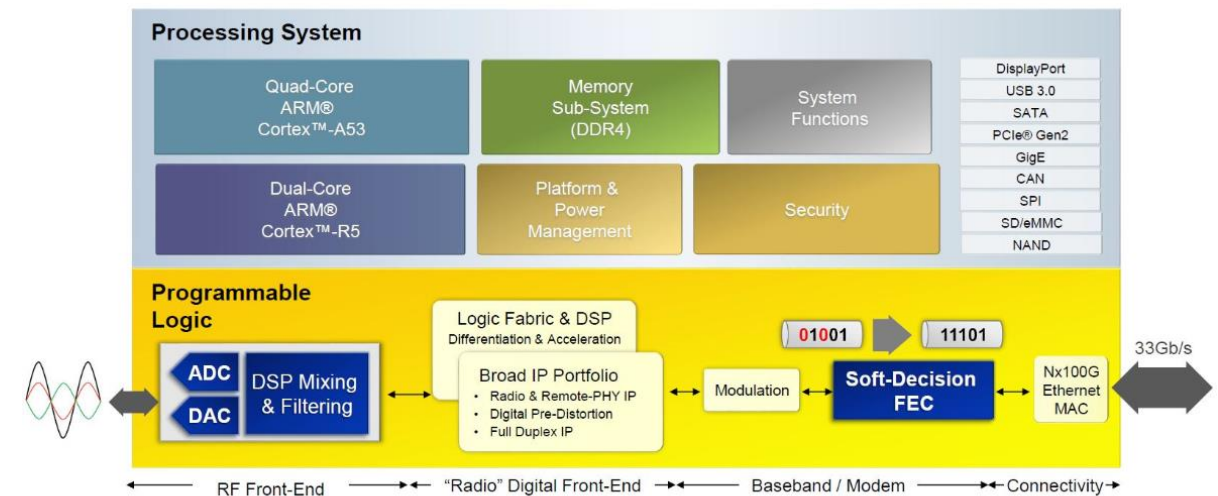 Processing System
Quad-Core
ARM®
Cortex™-A53
Memory
Sub-System
(DDR4)
System
Functions
DisplayPort
USB 3.0
SATA
PCIe® Gen2
GigE
CAN
SPI
SD/eMMC
NAND
Dual-Core
ARM®
Cortex™-R5
Platform &
Power
Management
Security
Programmable
Logic
ADC
DAC
DSP Mixing
& Filtering
Logic Fabric & DSP
Differentiation & Acceleration
Broad IP Portfolio
• Radio & Remote-PHY IP
• Digital Pre-Distortion
• Full Duplex IP
Modulation
01001
11101
Soft-Decision
FEC
Nx100G
Ethernet
MAC
33Gb/s
RF Front-End
“Radio” Digital Front-End
Baseband / Modem
Connectivity